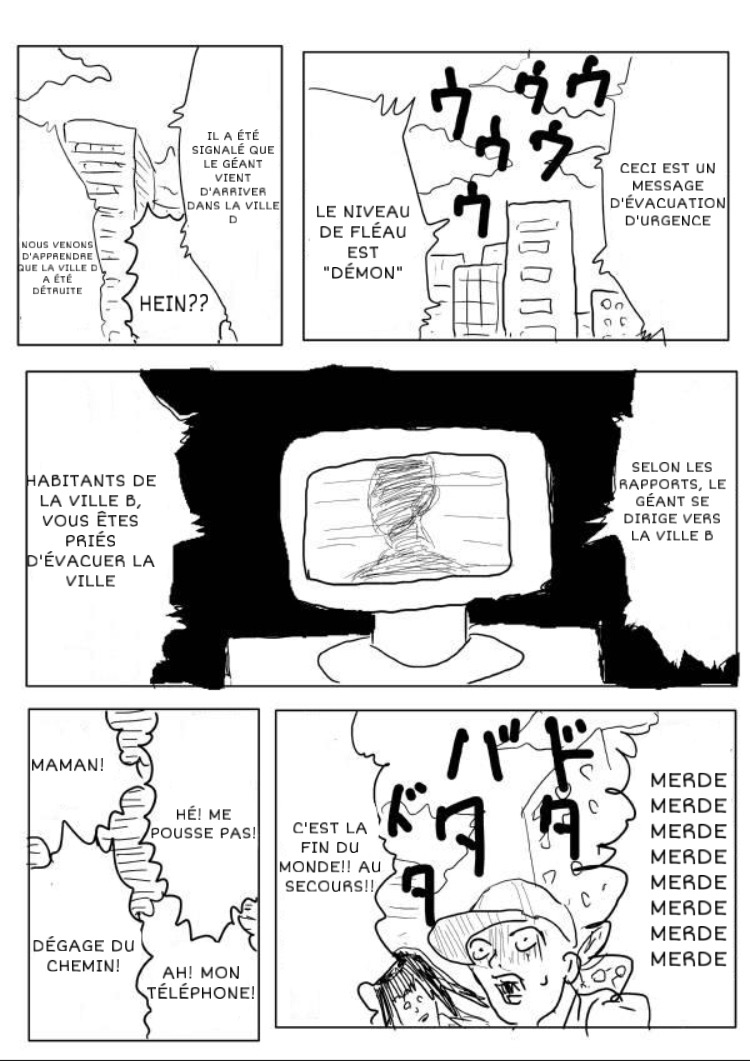 CECI EST UN
MESSAGE
D'ÉVACUATION
D'URGENCE
ウウウ
ウウ
ウ
LE NIVEAU
DE FLÉAU
EST
"DÉMON"
IL A ÉTÉ
SIGNALÉ QUE
LE GÉANT
VIENT
D'ARRIVER
DANS LA VILLE
D
NOUS VENONS
D'APPRENDRE
QUE LA VILLE D
A ÉTÉ
DÉTRUITE
HEIN??
SELON LES
RAPPORTS, LE
GÉANT SE
DIRIGE VERS
LA VILLE B
HABITANTS DE
LA VILLE B,
VOUS ÊTES
PRIÉS
D'ÉVACUER LA
VILLE
MERDE
MERDE
MERDE
MERDE
MERDE
MERDE
MERDE
MERDE
ドタ
バタ
ドタ
C'EST LA
FIN DU
MONDE!! AU
SECOURS!!
HÉ! ME
POUSSE PAS!
MAMAN!
AH! MON
TÉLÉPHONE!
DÉGAGE DU
CHEMIN!